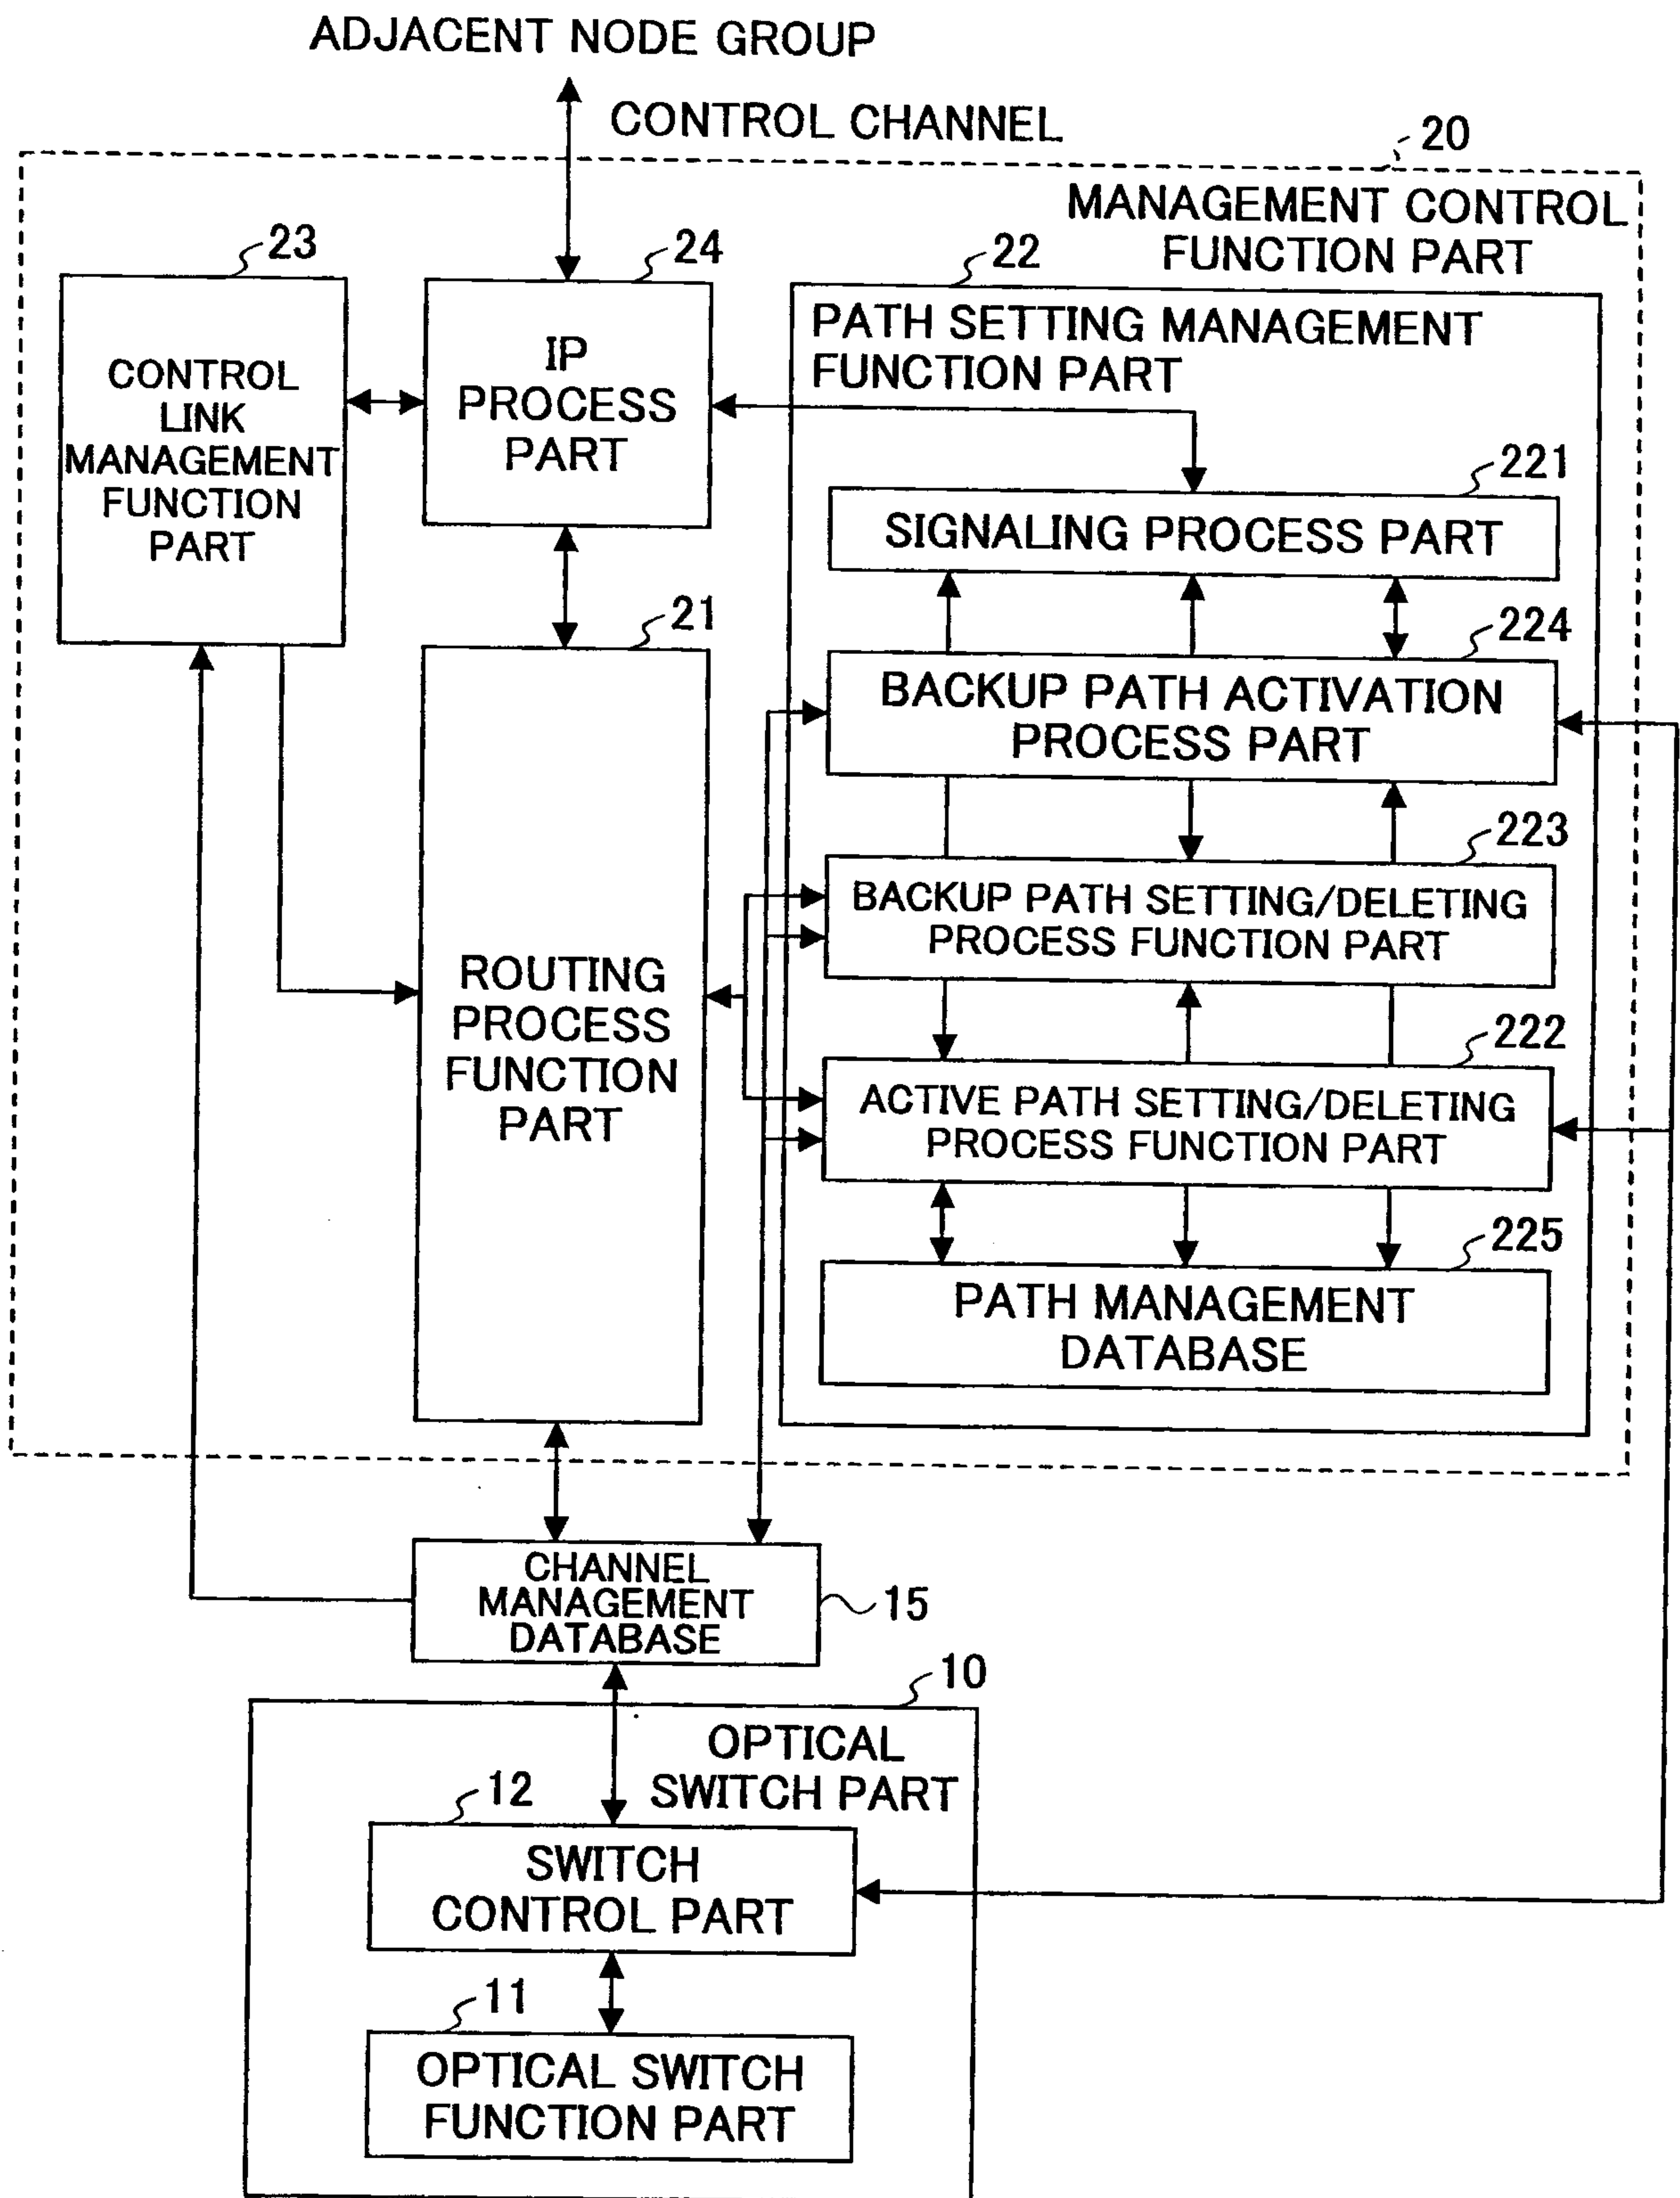 ADJACENT NODE GROUP
CONTROL CHANNEL
20
MANAGEMENT CONTROL
FUNCTION PART
23
CONTROL
LINK
MANAGEMENT
FUNCTION
PART
24
IP
PROCESS
PART
22
PATH SETTING MANAGEMENT
FUNCTION PART
221
SIGNALING PROCESS PART
224
BACKUP PATH ACTIVATION
PROCESS PART
223
BACKUP PATH SETTING/DELETING
PROCESS FUNCTION PART
222
ACTIVE PATH SETTING/DELETING
PROCESS FUNCTION PART
225
PATH MANAGEMENT
DATABASE
21
ROUTING
PROCESS
FUNCTION
PART
CHANNEL
MANAGEMENT
DATABASE
15
10
OPTICAL
SWITCH PART
12
SWITCH
CONTROL PART
11
OPTICAL SWITCH
FUNCTION PART